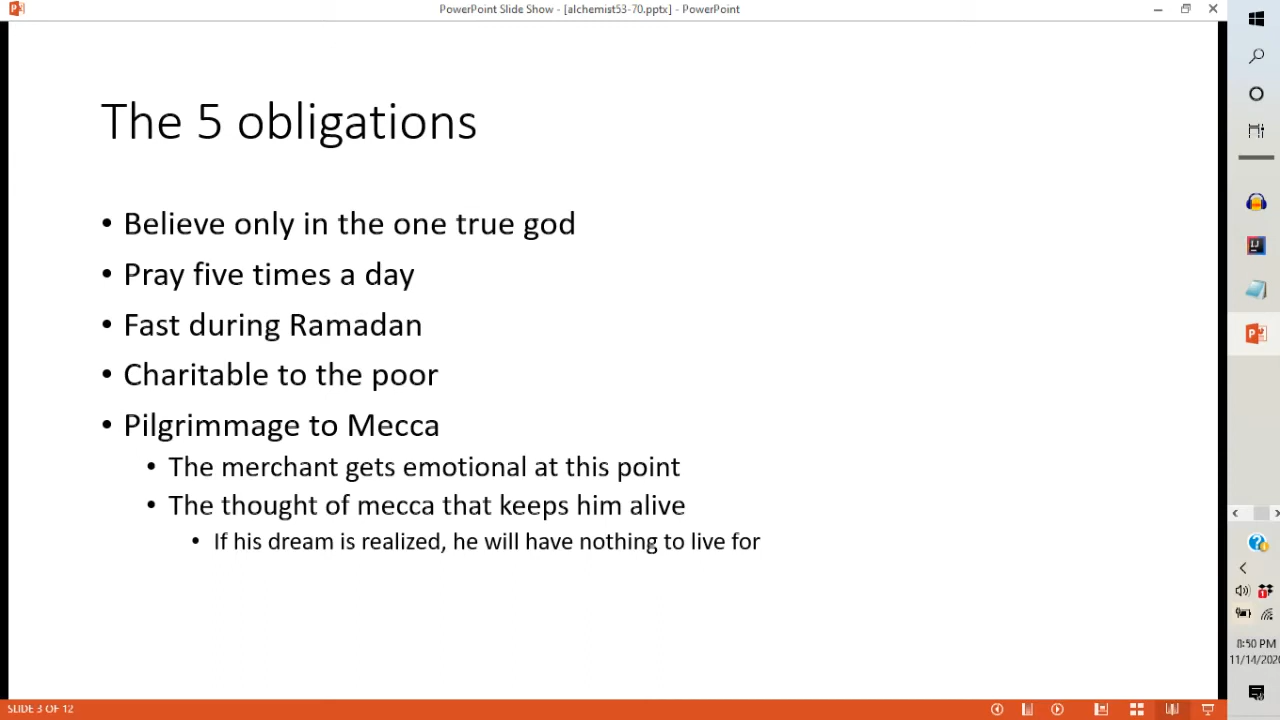 PowerPoint Slide Show - [alchemist53-70.pptx] - PowerPoint
The 5 obligations
• Believe only in the one true god
• Pray five times a day
• Fast during Ramadan
• Charitable to the poor
• Pilgrimmage to Mecca
• The merchant gets emotional at this point
• The thought of mecca that keeps him alive
• If his dream is realized, he will have nothing to live for
8:50 PM
11/14/202
SLIDE 3 OF 12